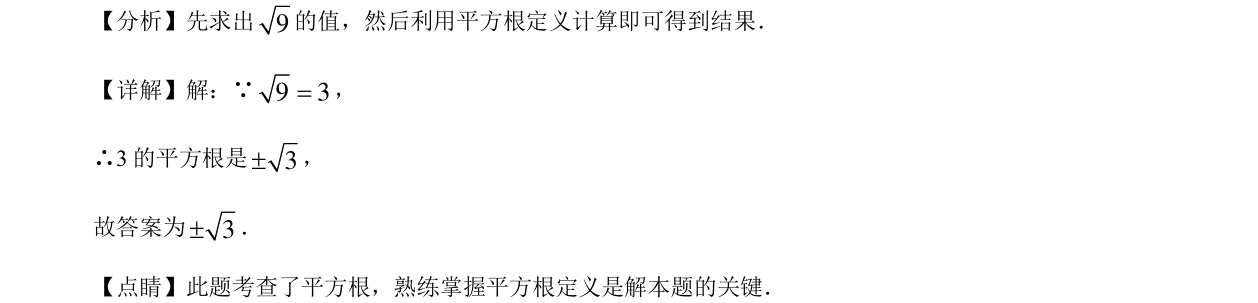 【分析】先求出√9的值，然后利用平方根定义计算即可得到结果．
【详解】解：∵√9=3，
∴3 的平方根是±√3，
故答案为±√3．
【点睛】此题考查了平方根，熟练掌握平方根定义是解本题的关键．